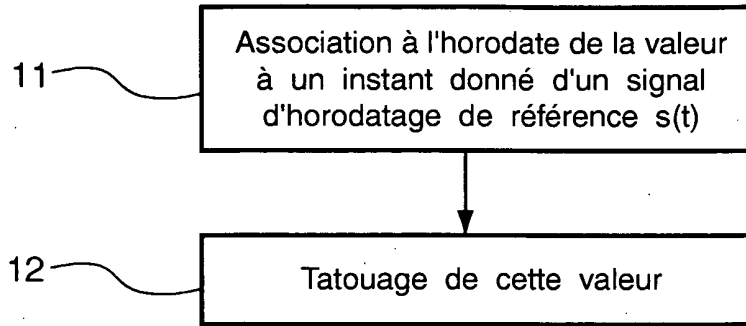 11
Association à l'horodate de la valeur
à un instant donné d'un signal
d'horodatage de référence s(t)
12
Tatouage de cette valeur